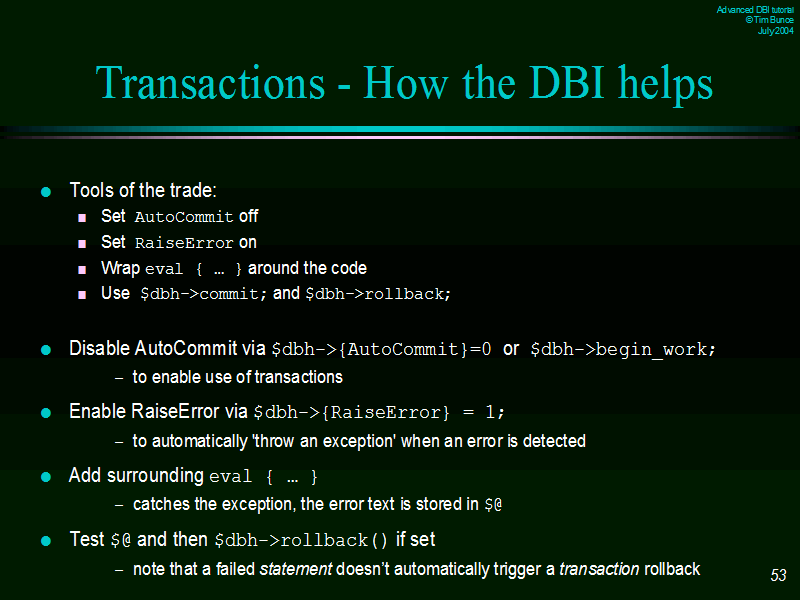 Advanced DBI tutorial
© Tim Bunce
July 2004
Transactions - How the DBI helps
Tools of the trade:
Set AutoCommit off
Set RaiseError on
Wrap eval { … } around the code
Use $dbh->commit; and $dbh->rollback;
Disable AutoCommit via $dbh->{AutoCommit}=0 or $dbh->begin_work;
– to enable use of transactions
Enable RaiseError via $dbh->{RaiseError} = 1;
– to automatically 'throw an exception' when an error is detected
Add surrounding eval { … }
– catches the exception, the error text is stored in $@
Test $@ and then $dbh->rollback() if set
– note that a failed statement doesn’t automatically trigger a transaction rollback
53